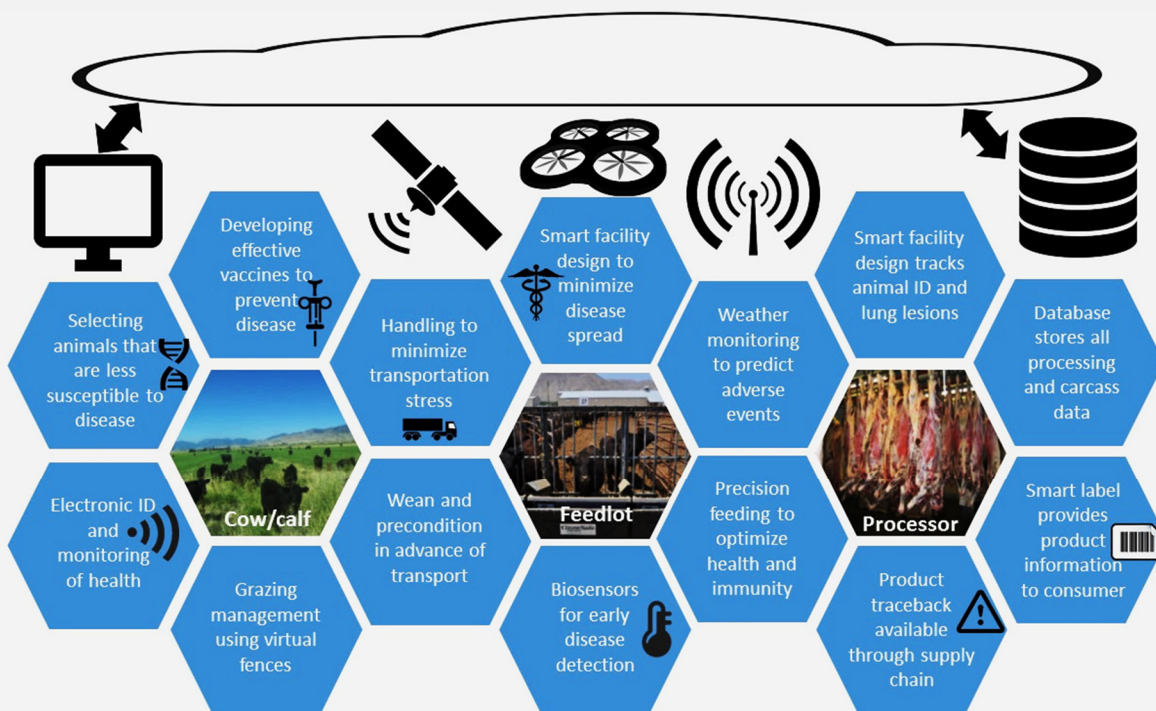 Developing
effective
vaccines to
prevent
disease
Smart facility
design to
minimize
disease
spread
Smart facility
design tracks
animal ID and
lung lesions
Selecting
animals that
are less
susceptible to
disease
Handling to
minimize
transportation
stress
Weather
monitoring
to predict
adverse
events
Database
stores all
processing
and carcass
data
Cow/calf
Feedlot
Processor
Electronic ID
and
monitoring
of health
Wean and
precondition
in advance of
transport
Precision
feeding to
optimize
health and
immunity
Smart label
provides
product
information
to consumer
Grazing
management
using virtual
fences
Biosensors
for early
disease
detection
Product
traceback
available
through supply
chain